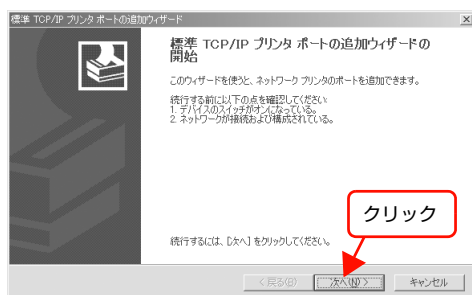 標準 TCP/IP プリンタ ポートの追加ウィザード
標準 TCP/IP プリンタ ポートの追加ウィザードの
開始
このウィザードを使うと、ネットワーク プリンタのポートを追加できます。
続行する前に以下の点を確認してください:
1. デバイスのスイッチがオンになっている。
2. ネットワークが接続および構成されている。
クリック
続行するには、[次へ] をクリックしてください。
< 戻る(B)
次へ(N) >
キャンセル